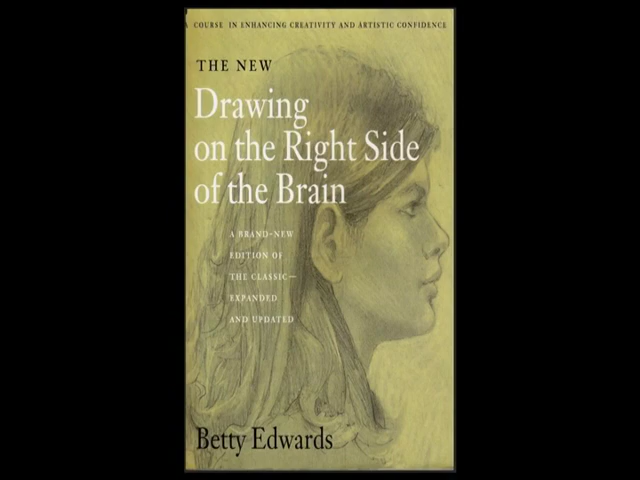 A COURSE IN ENHANCING CREATIVITY AND ARTISTIC CONFIDENCE
THE NEW
Drawing
on the Right Side
of the Brain
A BRAND-NEW
EDITION OF
THE CLASSIC—
EXPANDED
AND UPDATED
Betty Edwards